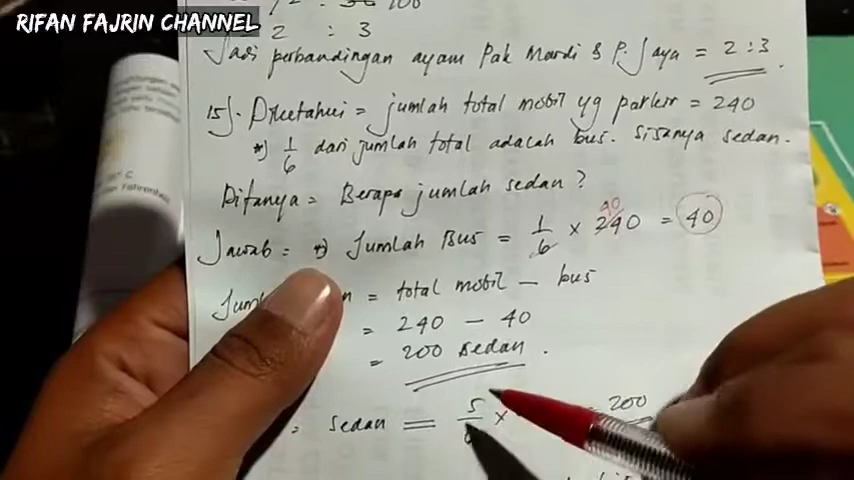 RIFAN FAJRIN CHANNEL
2 : 3
Jadi perbandingan ayam Pak Mardi & P. Jaya = 2 : 3.
15). Diketahui = jumlah total mobil yg parkir = 240
*) 1/6 dari jumlah total adalah bus. Sisanya sedan.
Ditanya = Berapa jumlah sedan ?
Jawab = *) Jumlah Bus = 1/6 × 240 = 40
40
= total mobil - bus
= 240 - 40
= 200 sedan.
= sedan = 5/ × = 200